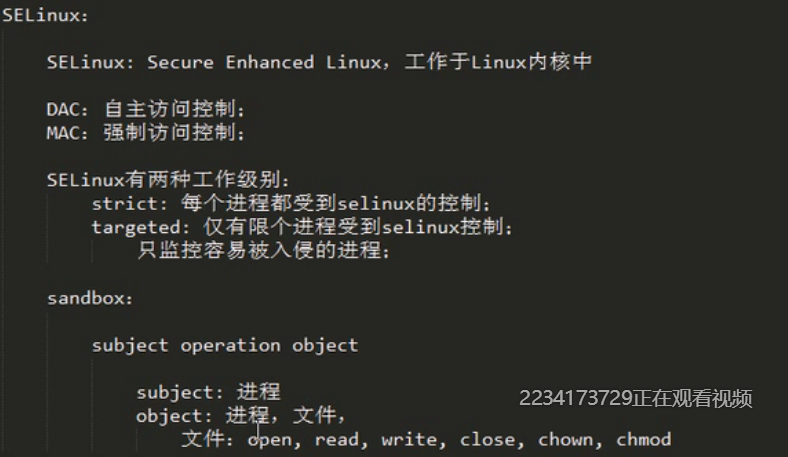 SELinux:
SELinux: Secure Enhanced Linux, 工作于Linux内核中
DAC: 自主访问控制;
MAC: 强制访问控制;
SELinux有两种工作级别:
strict: 每个进程都受到selinux的控制;
targeted: 仅有限个进程受到selinux控制;
只监控容易被入侵的进程;
sandbox:
subject operation object
subject: 进程
2234173729正在观看视频
object: 进程, 文件,
文件: open, read, write, close, chown, chmod